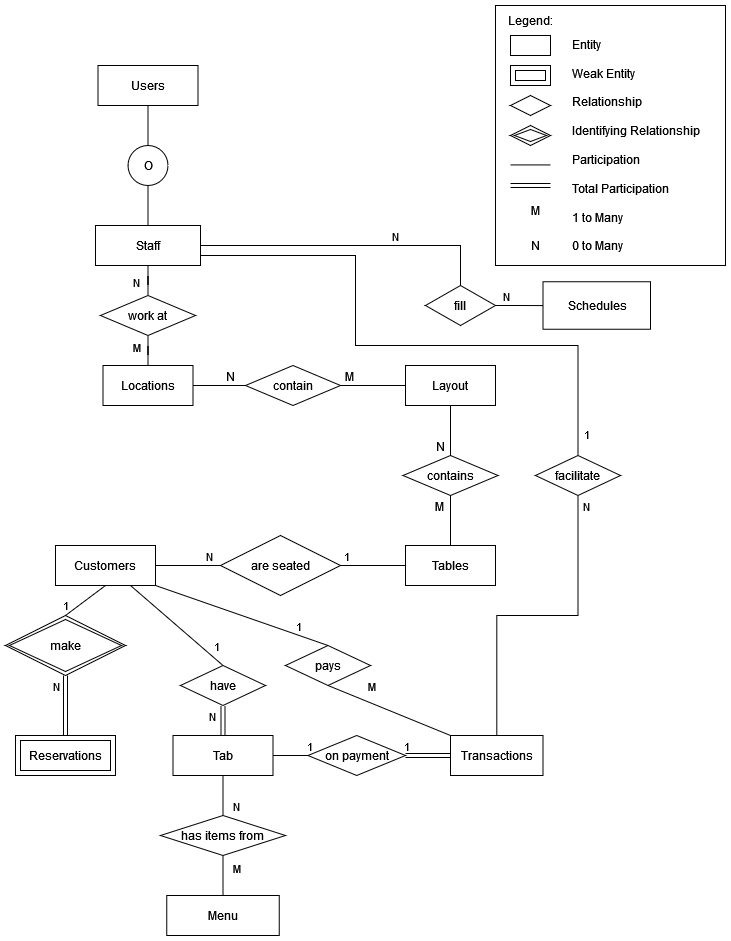 Legend:
Entity
Weak Entity
Relationship
Identifying Relationship
Participation
Total Participation
M
1 to Many
N
0 to Many
Users
O
Staff
N
N
fill
N
Schedules
work at
M
Locations
N
contain
M
Layout
N
contains
M
1
facilitate
N
Customers
N
are seated
1
Tables
1
make
N
Reservations
1
have
N
1
pays
M
Tab
1
on payment
1
Transactions
N
has items from
M
Menu